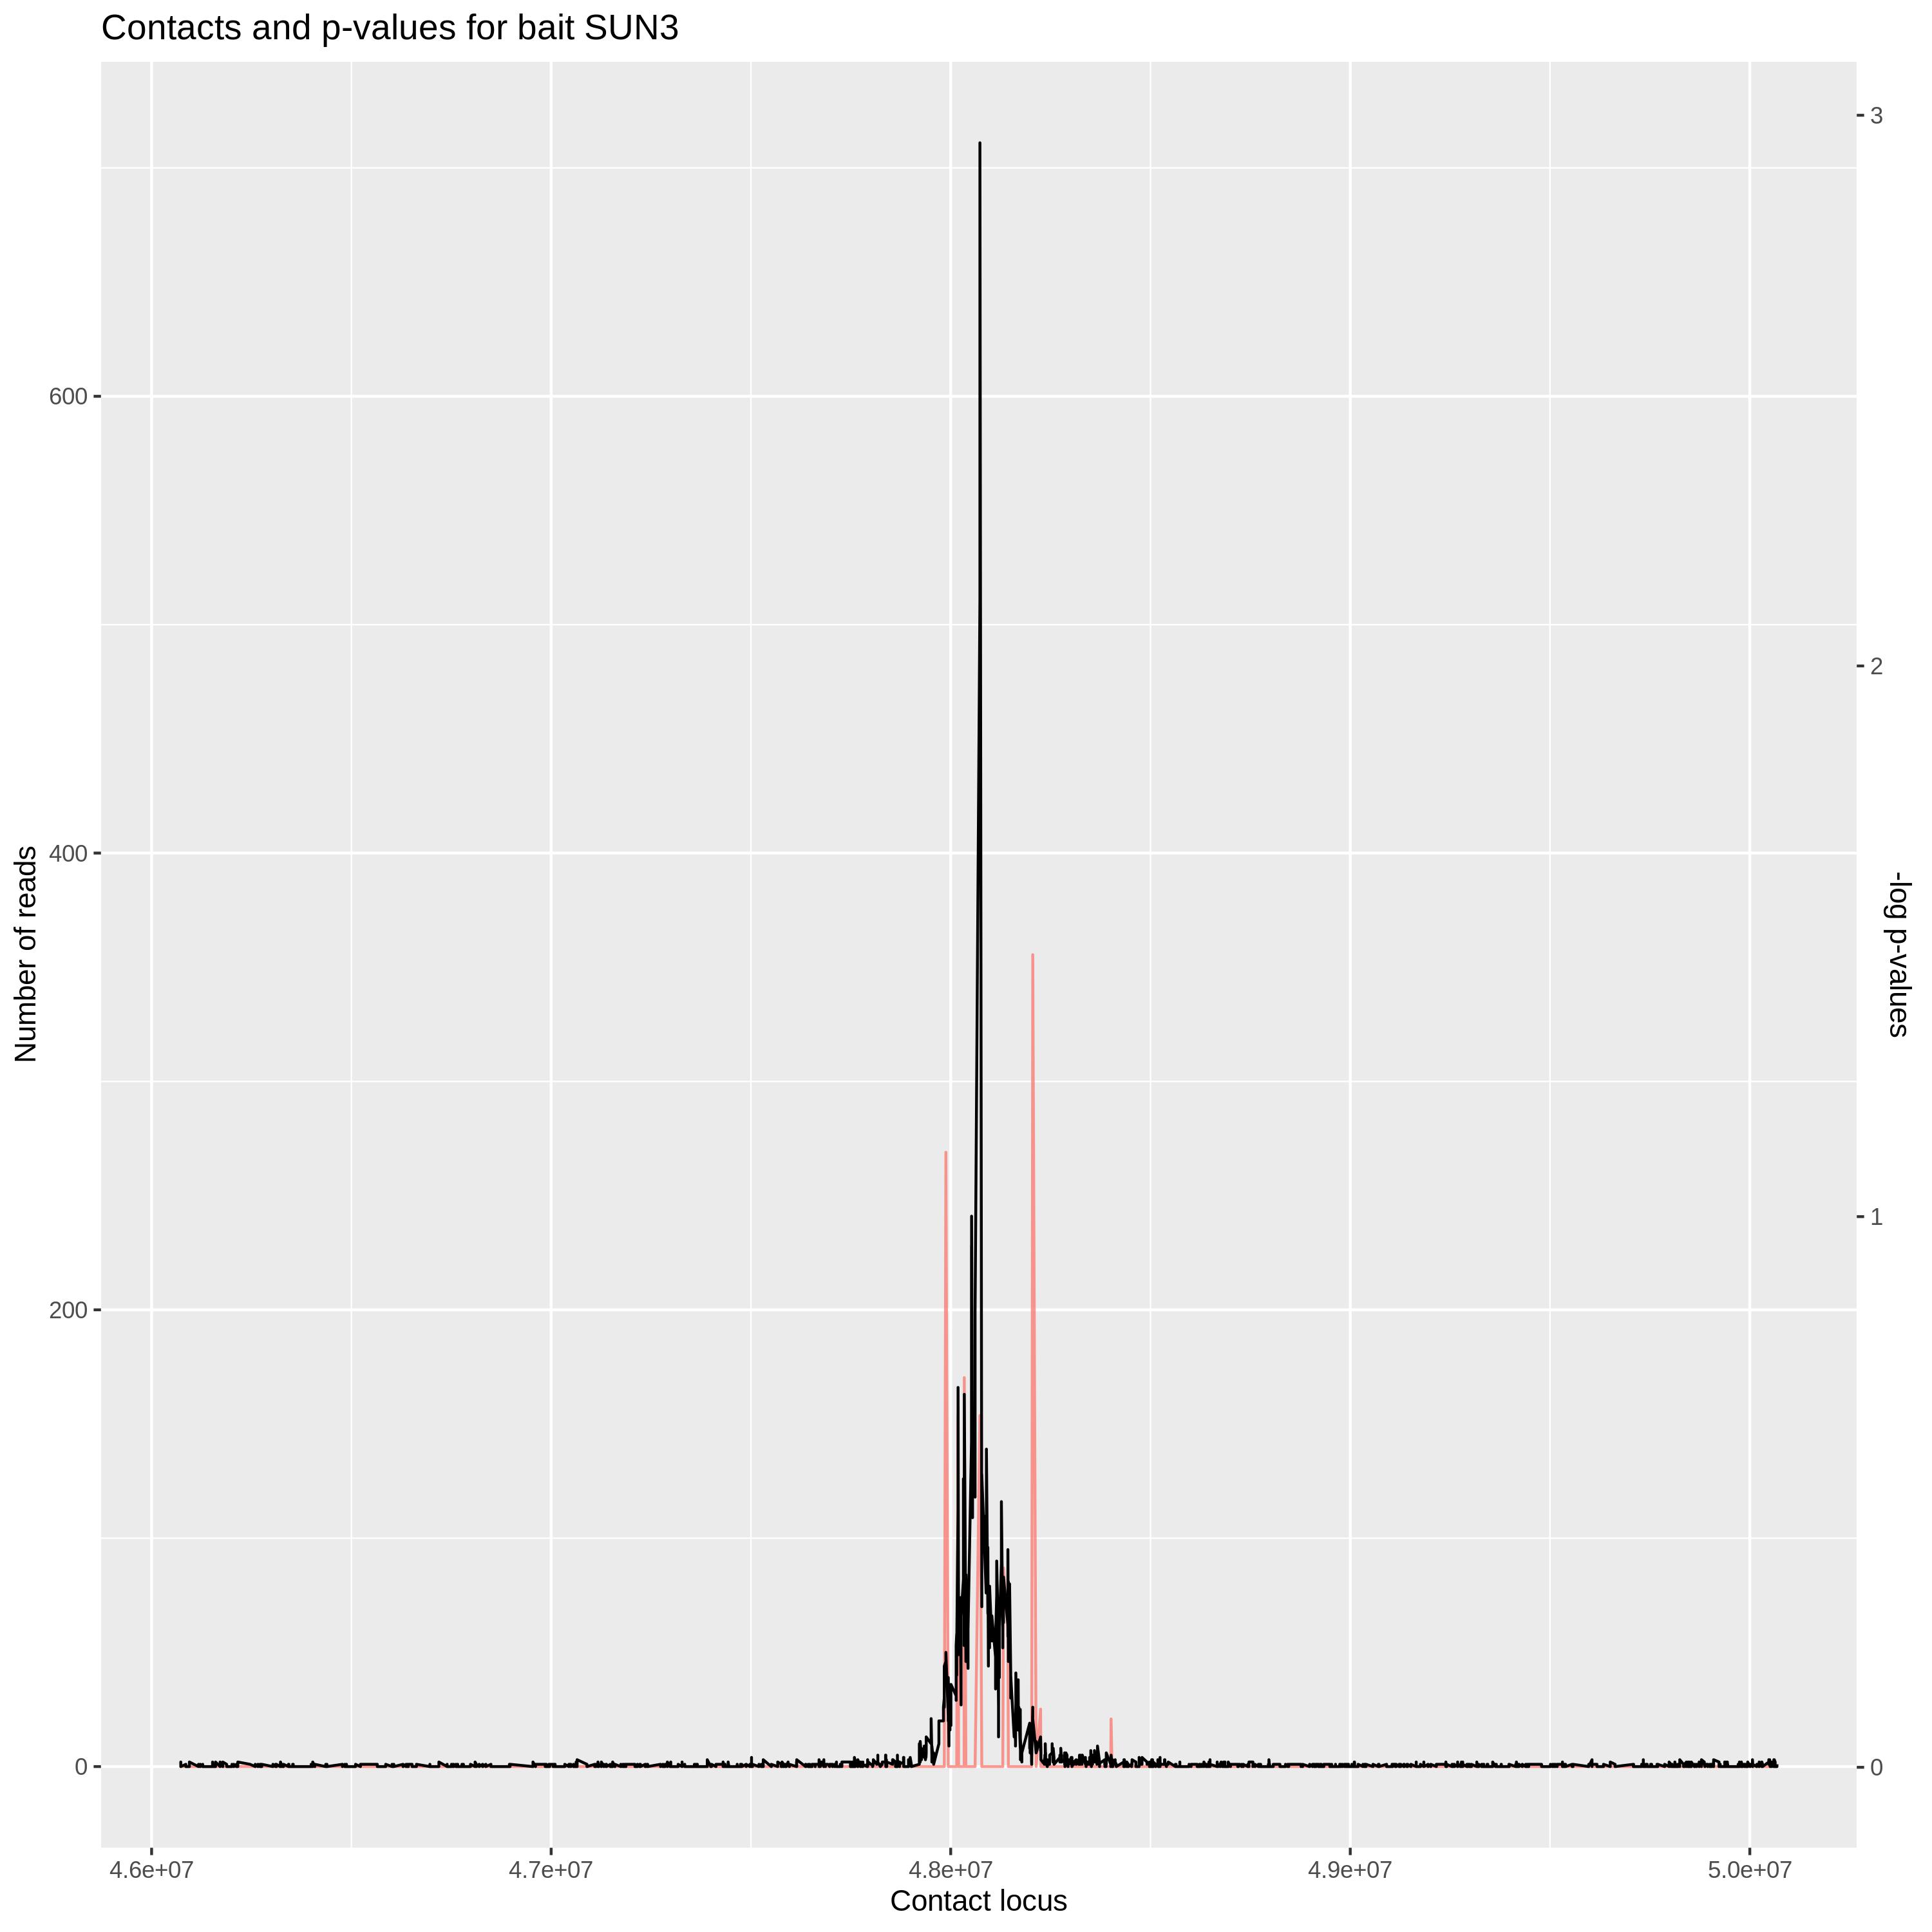 Contacts and p-values for bait SUN3
Number of reads
600
400
200
0
3
2
1
0
-log p-values
4.6e+07
4.7e+07
4.8e+07
4.9e+07
5.0e+07
Contact locus